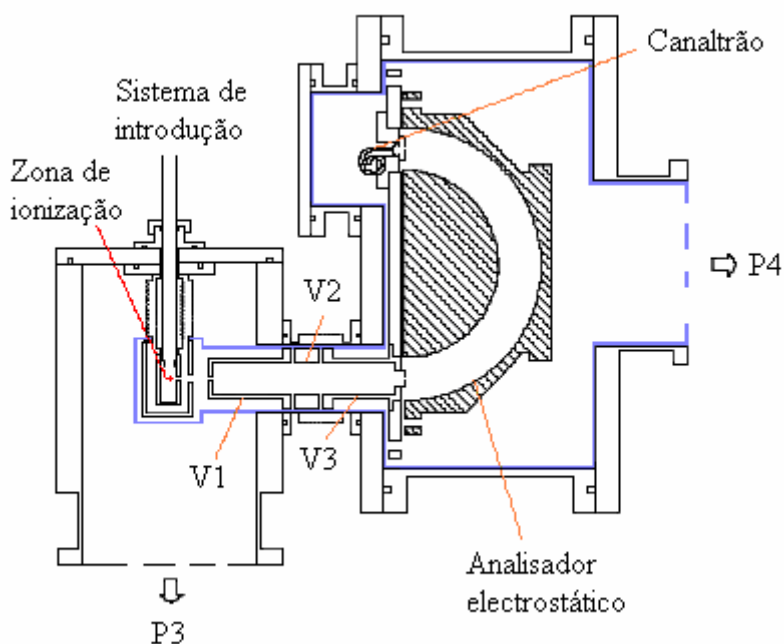 Canaltrão
Sistema de
introdução
Zona de
ionização
V2
P4
V1
V3
Analisador
electrostático
P3